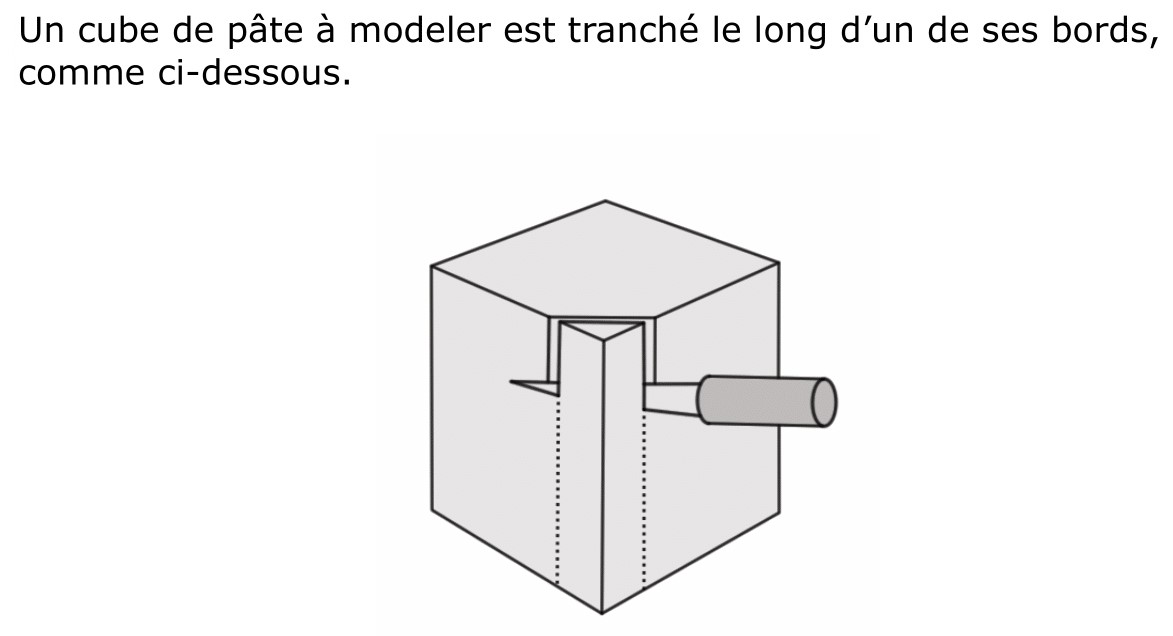 Un cube de pâte à modeler est tranché le long d’un de ses bords,
comme ci-dessous.